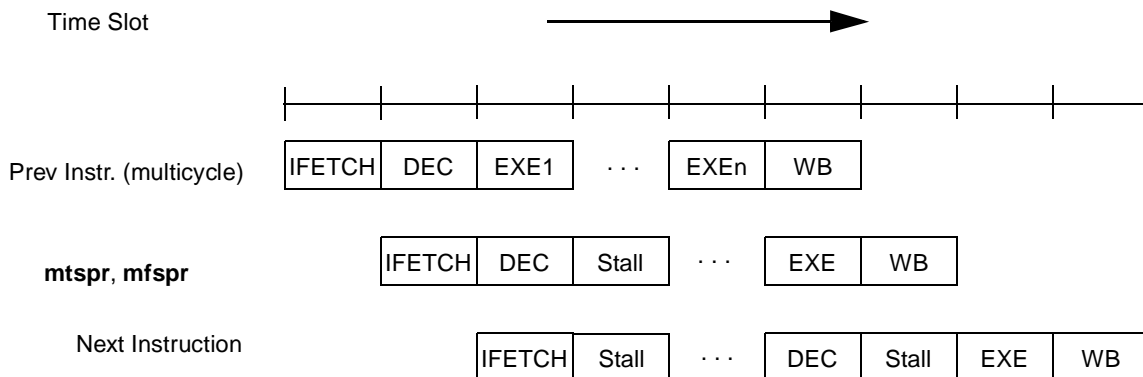 Time Slot
Prev Instr. (multicycle) IFETCH DEC EXE1 . . . EXEn WB
mtspr, mfspr IFETCH DEC Stall . . . EXE WB
Next Instruction IFETCH Stall . . . DEC Stall EXE WB